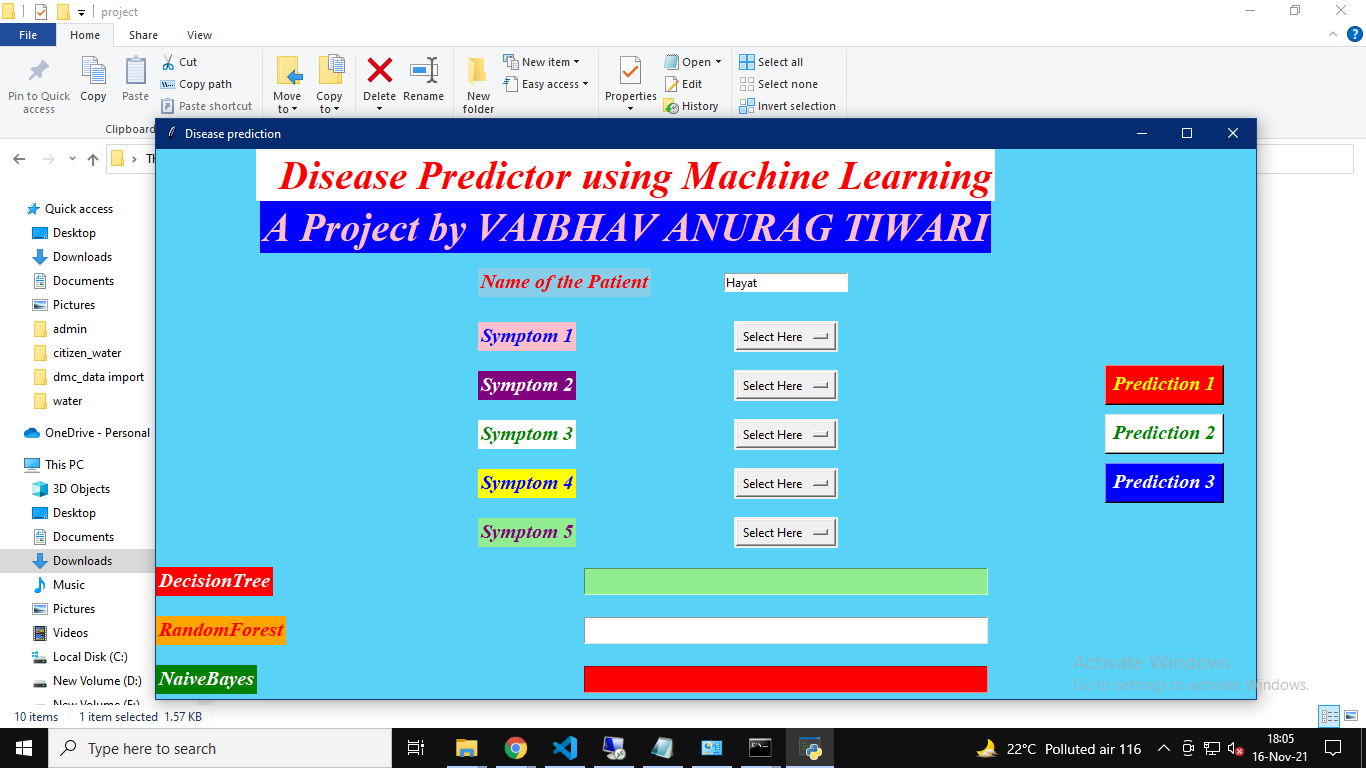 project
File Home Share View
Pin to Quick access
Copy
Paste
Cut
Copy path
Paste shortcut
Clipboard
Move to
Copy to
Delete
Rename
New folder
New item
Easy access
Properties
Open
Edit
History
Select all
Select none
Invert selection
Disease prediction
Disease Predictor using Machine Learning
A Project by VAIBHAV ANURAG TIWARI
Name of the Patient Hayat
Symptom 1 Select Here
Symptom 2 Select Here
Symptom 3 Select Here
Symptom 4 Select Here
Symptom 5 Select Here
Prediction 1
Prediction 2
Prediction 3
DecisionTree
RandomForest
NaiveBayes
Quick access
Desktop
Downloads
Documents
Pictures
admin
citizen_water
dmc_data import
water
OneDrive - Personal
This PC
3D Objects
Desktop
Documents
Downloads
Music
Pictures
Videos
Local Disk (C:)
New Volume (D:)
Activate Windows
Go to Settings to activate Windows.
10 items 1 item selected 1.57 KB
Type here to search
22°C Polluted air 116
18:05
16-Nov-21